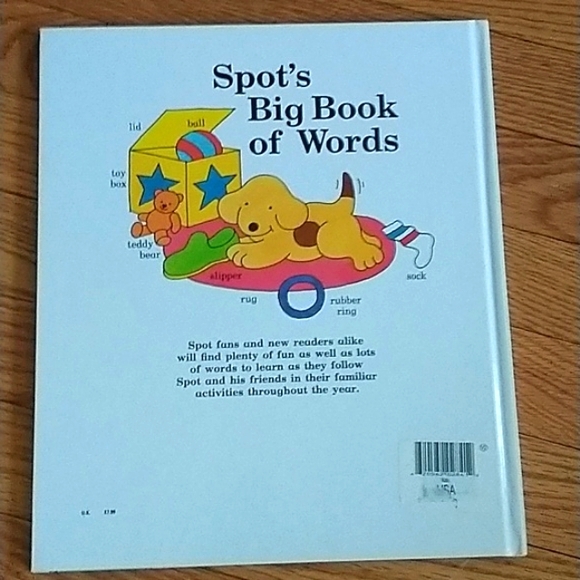 Spot's
Big Book
of Words
lid
ball
toy
box
teddy
bear
slipper
sock
rug
rubber
ring
Spot fans and new readers alike
will find plenty of fun as well as lots
of words to learn as they follow
Spot and his friends in their familiar
activities throughout the year.
USA